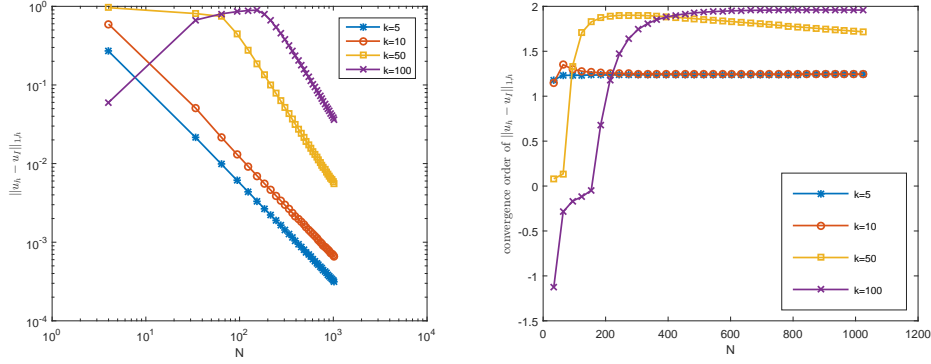 10^0
10^-1
10^-2
10^-3
10^-4
10^0
10^1
10^2
10^3
10^4
N
||u_h − u_I||_{1,h}
k=5
k=10
k=50
k=100
2
1.5
1
0.5
0
-0.5
-1
-1.5
0
200
400
600
800
1000
1200
N
convergence order of ||u_h − u_I||_{1,h}
k=5
k=10
k=50
k=100